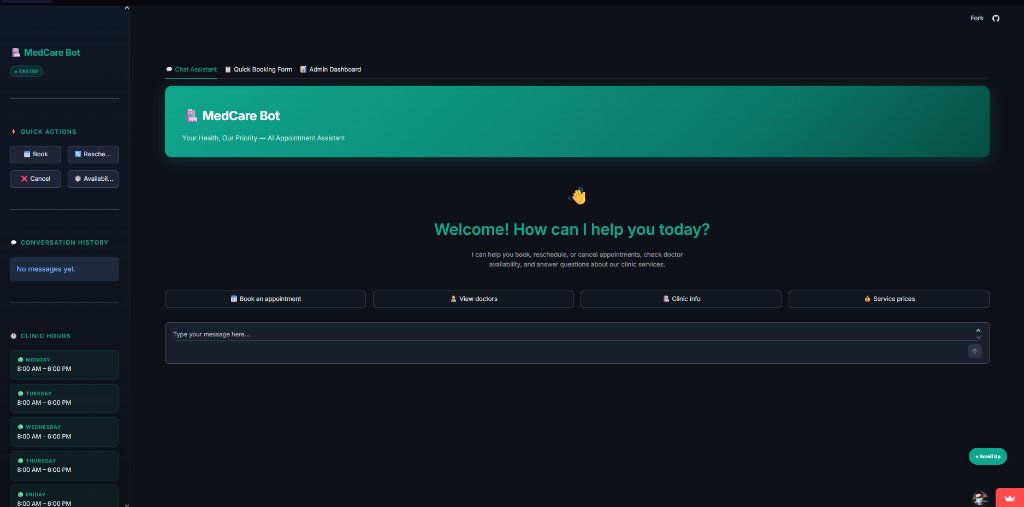 MedCare Bot
ONLINE
QUICK ACTIONS
Book
Resche...
Cancel
Availabil...
CONVERSATION HISTORY
No messages yet.
CLINIC HOURS
MONDAY
8:00 AM – 6:00 PM
TUESDAY
8:00 AM – 6:00 PM
WEDNESDAY
8:00 AM – 6:00 PM
THURSDAY
8:00 AM – 6:00 PM
FRIDAY
8:00 AM – 6:00 PM
Fork
Chat Assistant
Quick Booking Form
Admin Dashboard
MedCare Bot
Your Health, Our Priority — AI Appointment Assistant
Welcome! How can I help you today?
I can help you book, reschedule, or cancel appointments, check doctor
availability, and answer questions about our clinic services.
Book an appointment
View doctors
Clinic info
Service prices
Type your message here...
Scroll Up